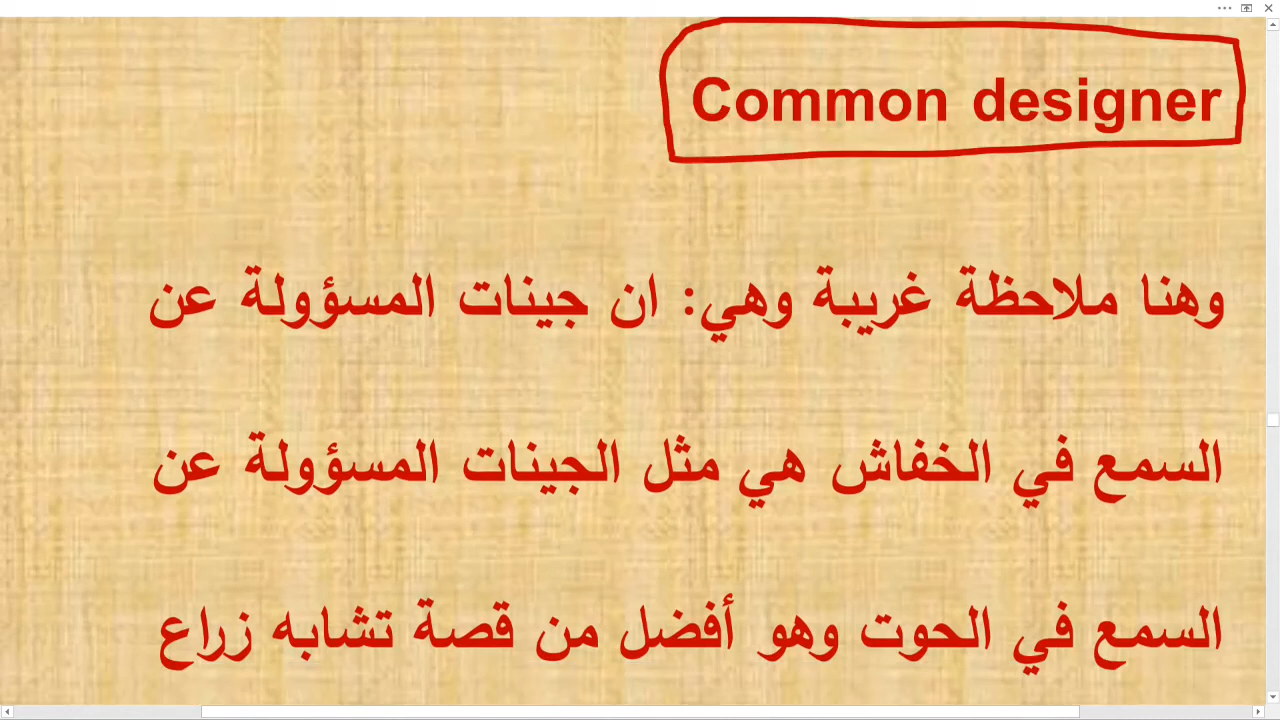 Common designer
وهنا ملاحظة غريبة وهي: ان جينات المسؤولة عن
السمع في الخفاش هي مثل الجينات المسؤولة عن
السمع في الحوت وهو أفضل من قصة تشابه زراع